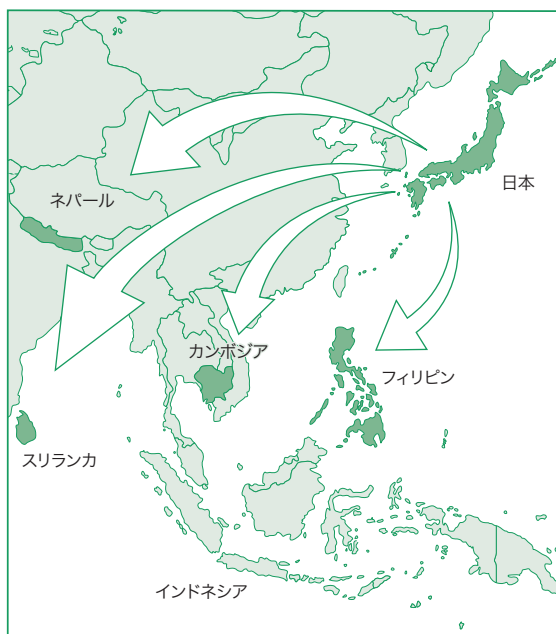 日本
ネパール
カンボジア
フィリピン
スリランカ
インドネシア